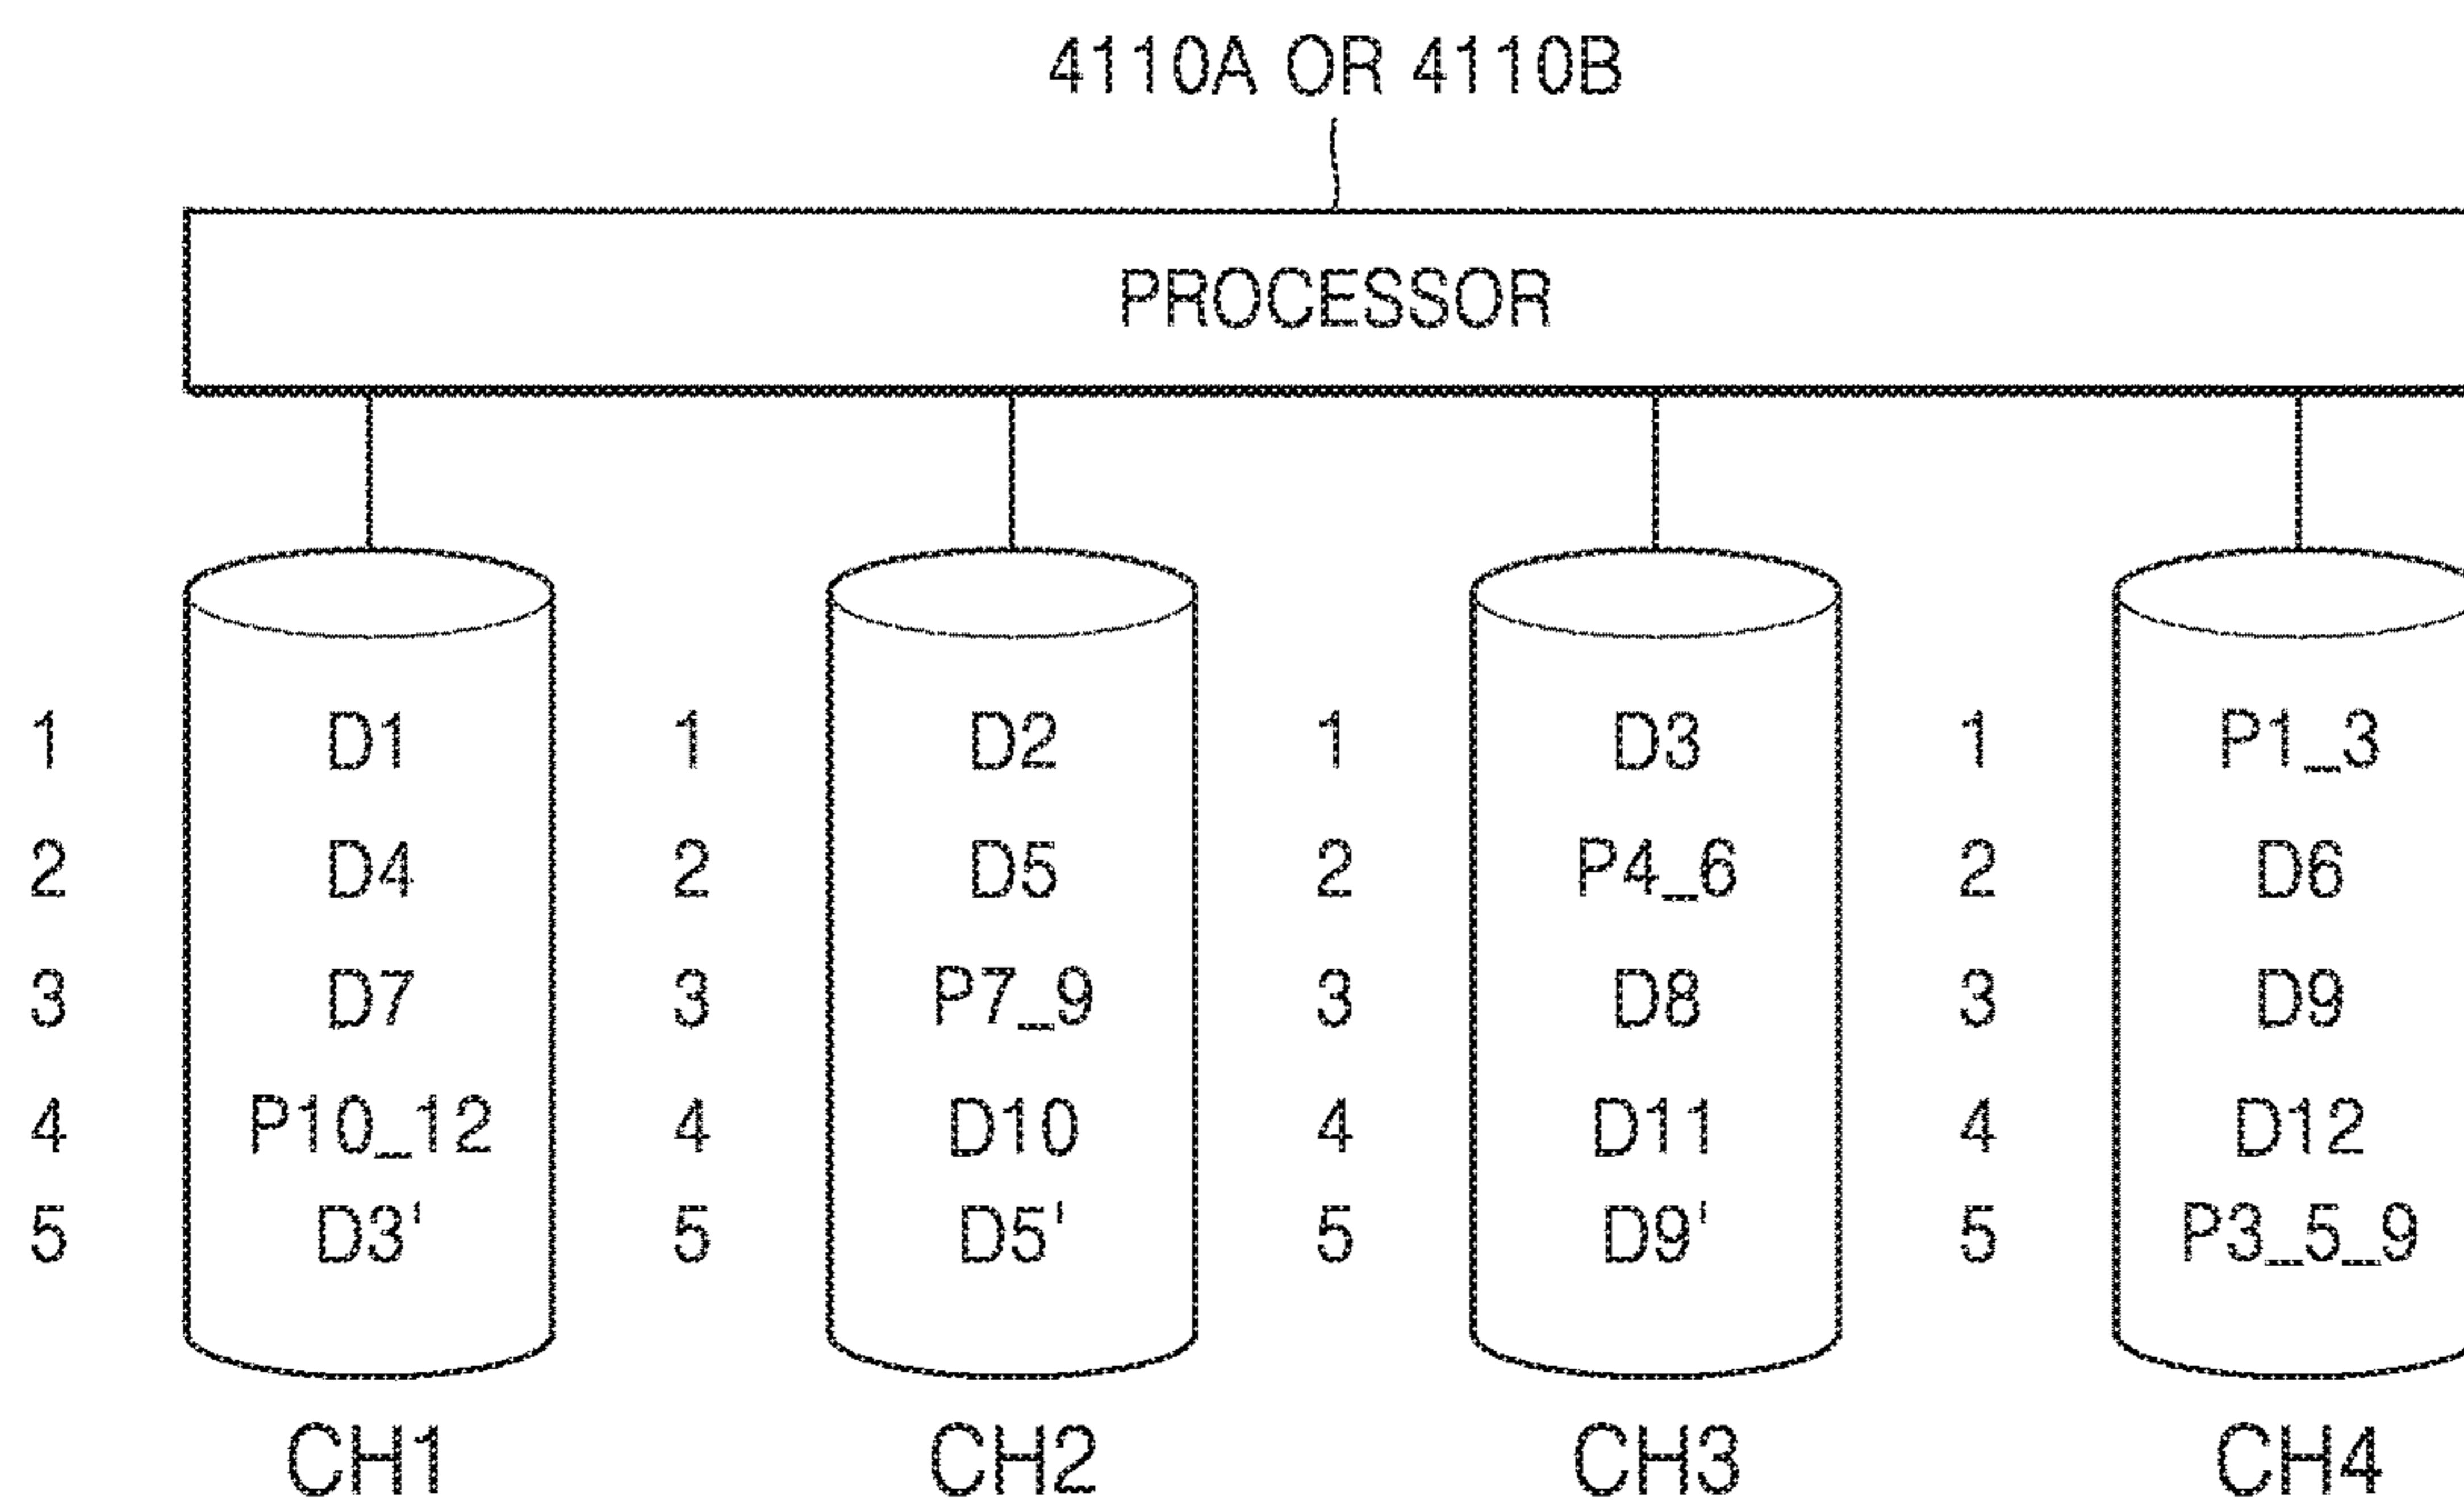 4110A OR 4110B
PROCESSOR
1 D1 1 D2 1 D3 1 P1_3
2 D4 2 D5 2 P4_6 2 D6
3 D7 3 P7_9 3 D8 3 D9
4 P10_12 4 D10 4 D11 4 D12
5 D3' 5 D5' 5 D9' 5 P3_5_9
CH1 CH2 CH3 CH4